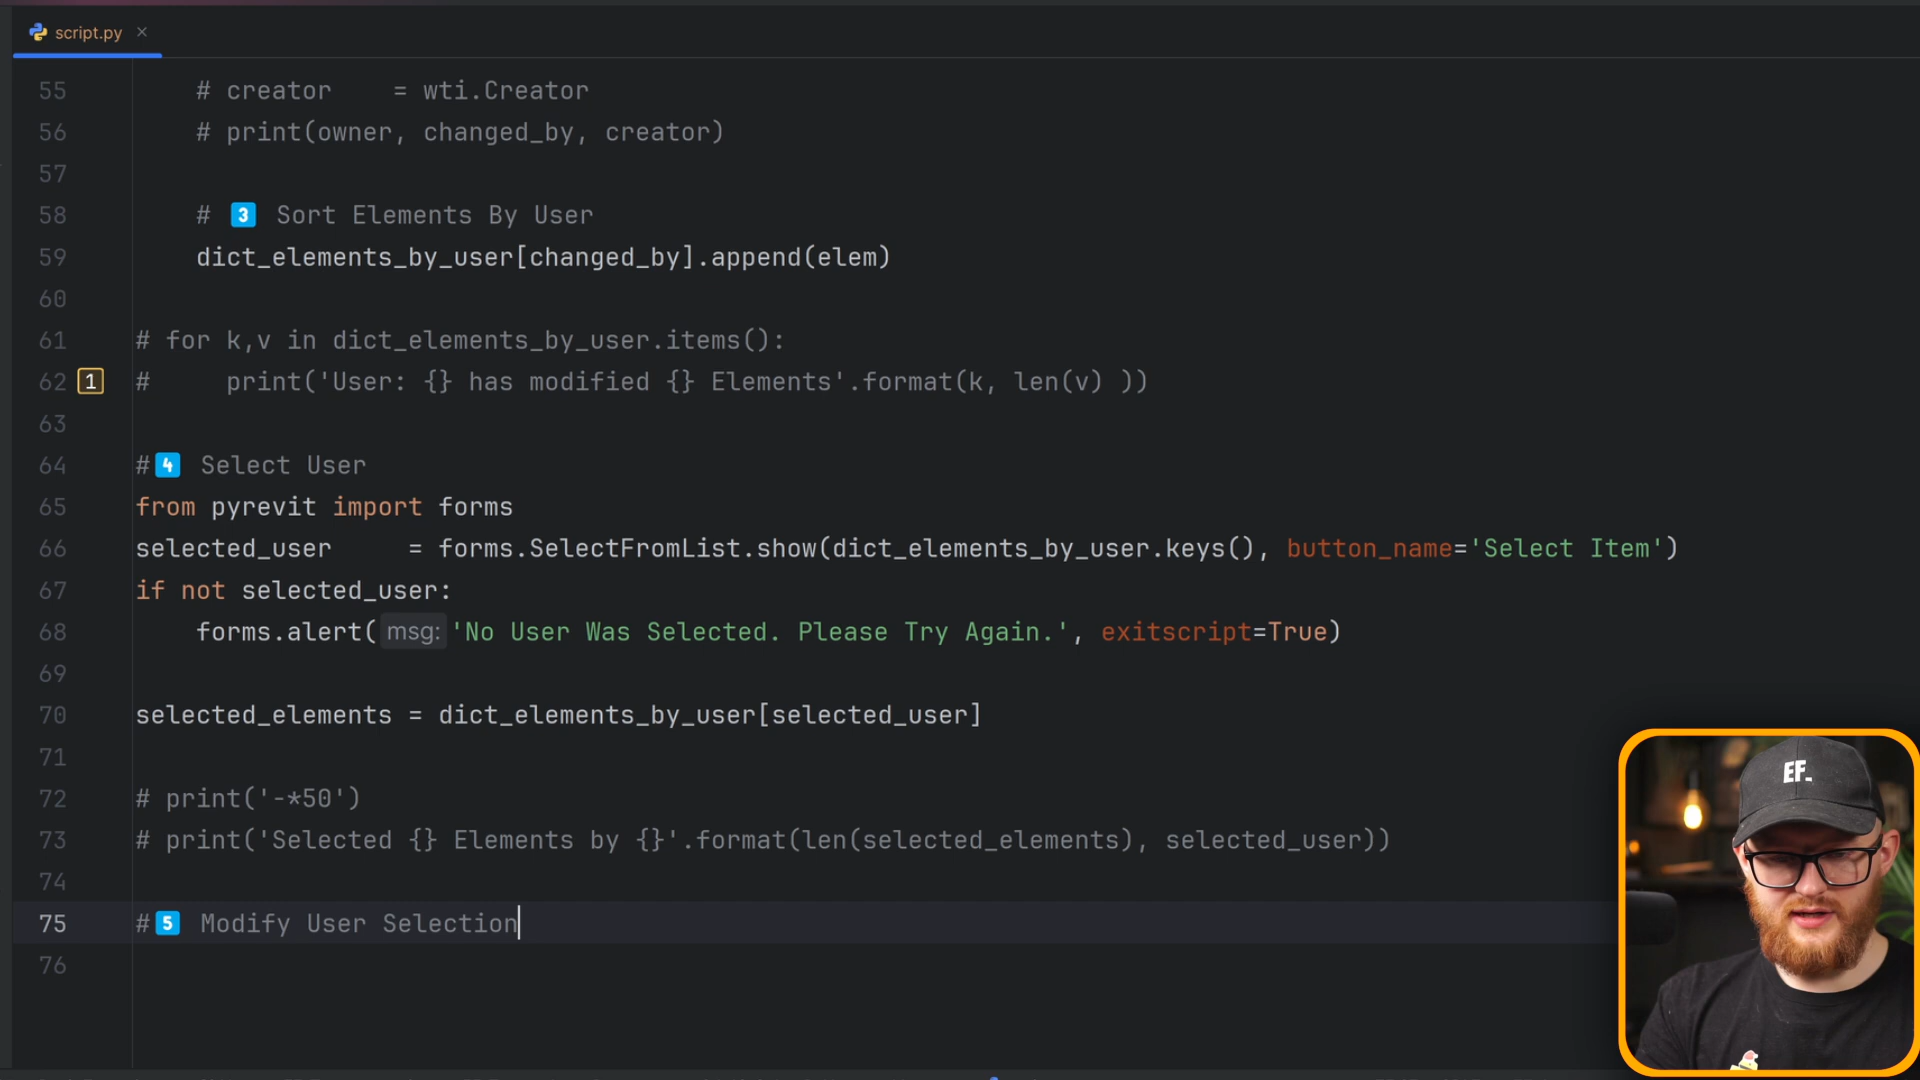 script.py ×
55 # creator    = wti.Creator
56 # print(owner, changed_by, creator)
57
58 # 3 Sort Elements By User
59 dict_elements_by_user[changed_by].append(elem)
60
61 # for k,v in dict_elements_by_user.items():
62 1 #     print('User: {} has modified {} Elements'.format(k, len(v) ))
63
64 #4 Select User
65 from pyrevit import forms
66 selected_user     = forms.SelectFromList.show(dict_elements_by_user.keys(), button_name='Select Item')
67 if not selected_user:
68 forms.alert( msg: 'No User Was Selected. Please Try Again.', exitscript=True)
69
70 selected_elements = dict_elements_by_user[selected_user]
71
72 # print('-*50')
73 # print('Selected {} Elements by {}'.format(len(selected_elements), selected_user))
74
75 #5 Modify User Selection
76
EF.